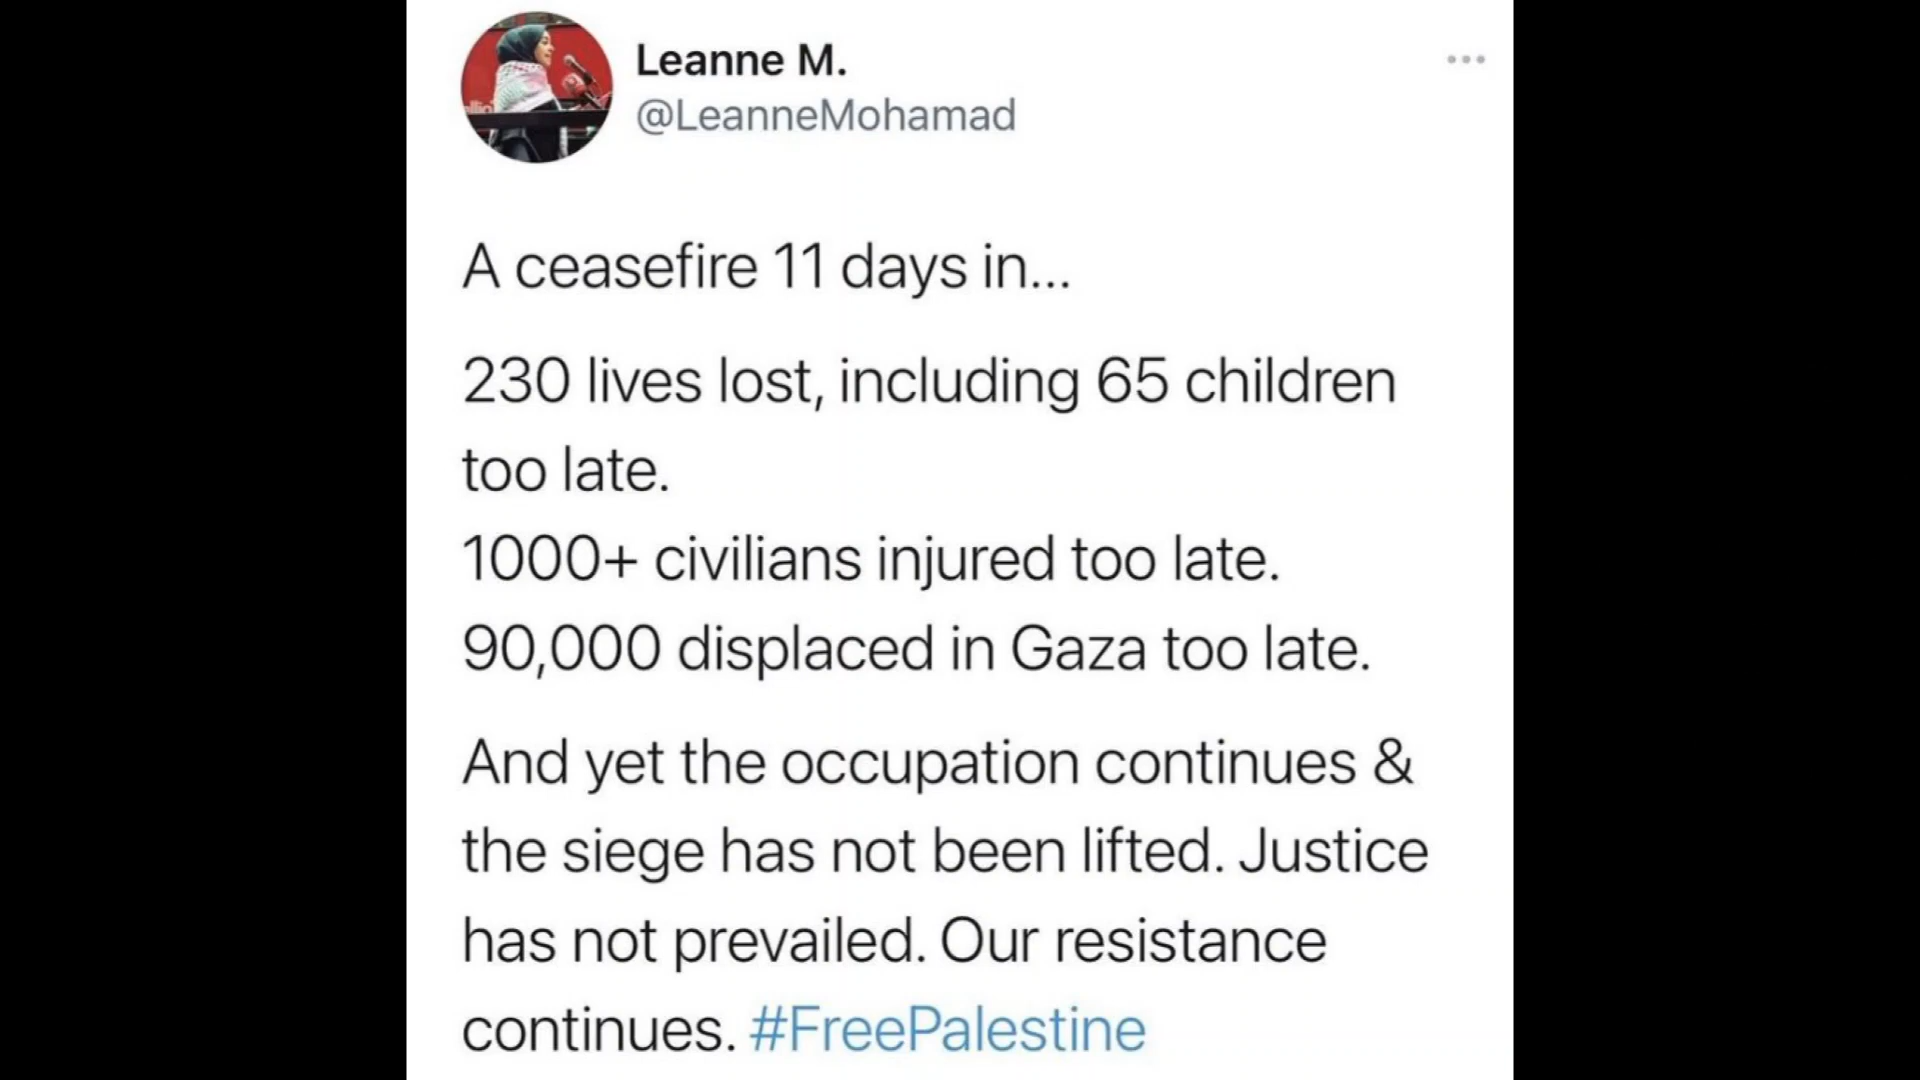 Leanne M.
@LeanneMohamad
A ceasefire 11 days in...
230 lives lost, including 65 children
too late.
1000+ civilians injured too late.
90,000 displaced in Gaza too late.
And yet the occupation continues &
the siege has not been lifted. Justice
has not prevailed. Our resistance
continues. #FreePalestine